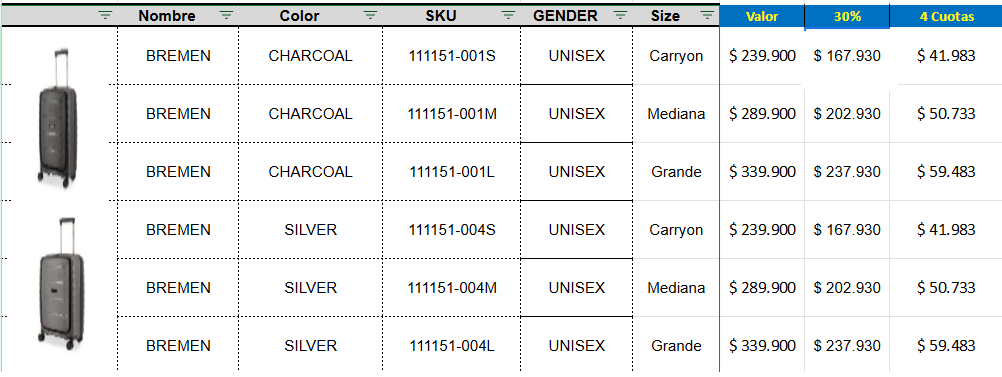 Nombre Color SKU GENDER Size Valor 30% 4 Cuotas
BREMEN CHARCOAL 111151-001S UNISEX Carryon $ 239.900 $ 167.930 $ 41.983
BREMEN CHARCOAL 111151-001M UNISEX Mediana $ 289.900 $ 202.930 $ 50.733
BREMEN CHARCOAL 111151-001L UNISEX Grande $ 339.900 $ 237.930 $ 59.483
BREMEN SILVER 111151-004S UNISEX Carryon $ 239.900 $ 167.930 $ 41.983
BREMEN SILVER 111151-004M UNISEX Mediana $ 289.900 $ 202.930 $ 50.733
BREMEN SILVER 111151-004L UNISEX Grande $ 339.900 $ 237.930 $ 59.483